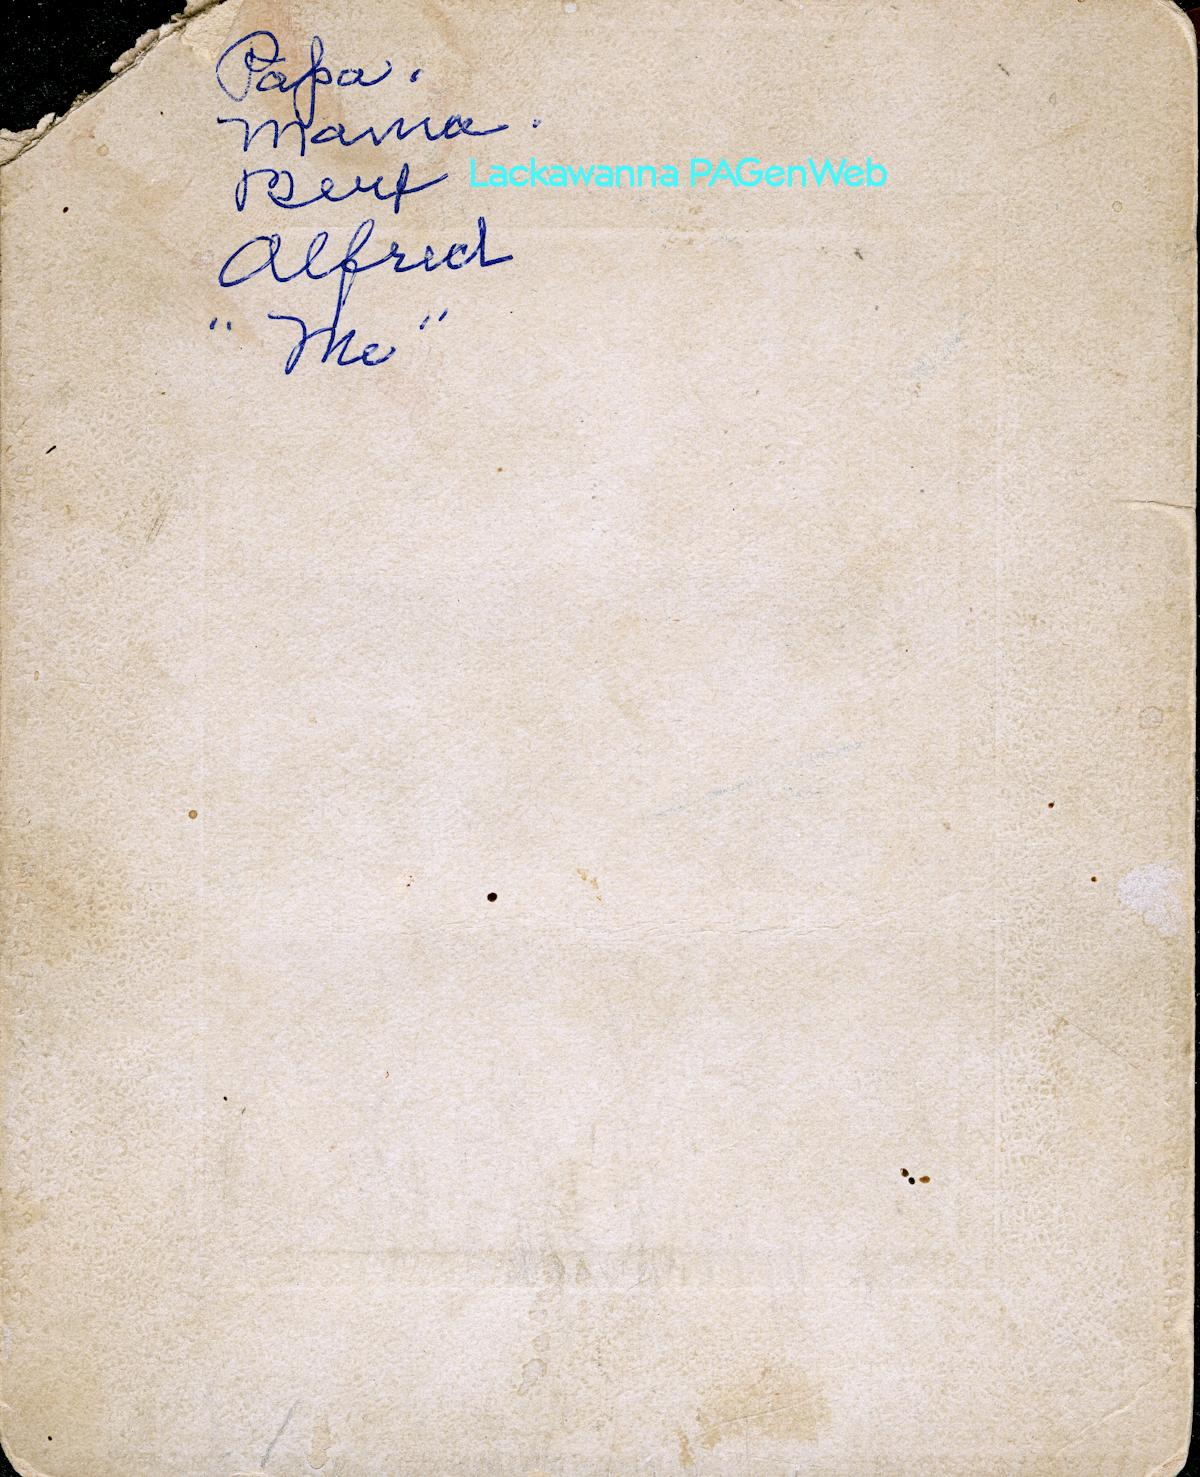 Papa.
Mama.
Bert
Lackawanna PAGenWeb
Alfred
"Me"